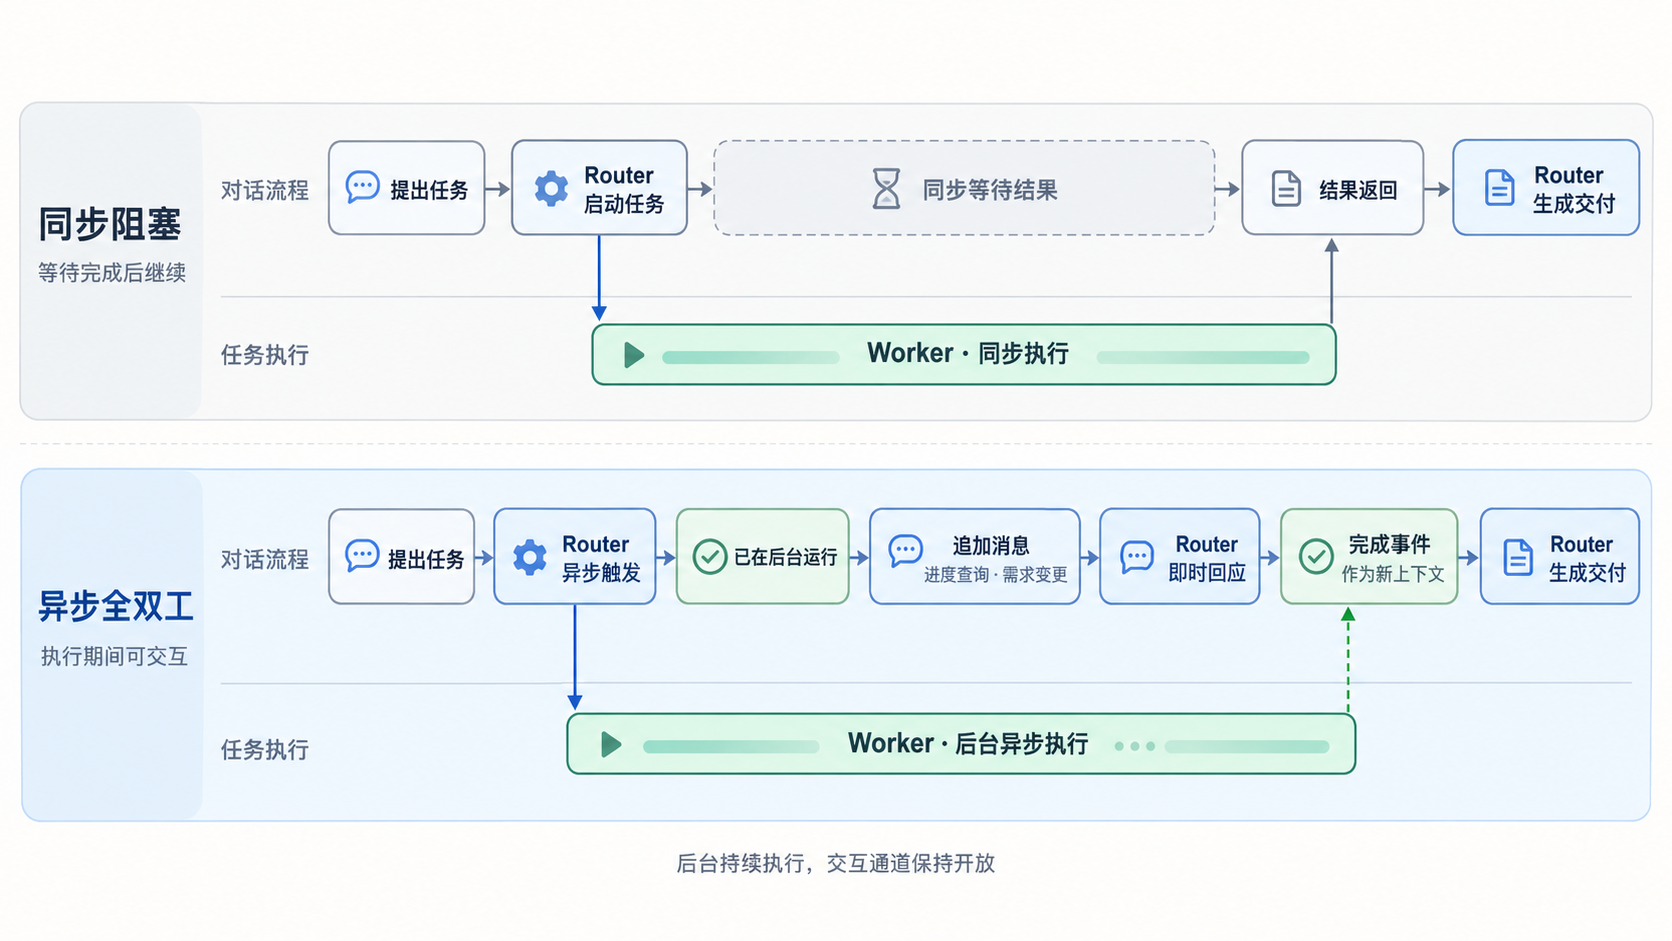 同步阻塞
等待完成后继续
对话流程
提出任务
Router
启动任务
同步等待结果
结果返回
Router
生成交付
任务执行
Worker · 同步执行
异步全双工
执行期间可交互
对话流程
提出任务
Router
异步触发
已在后台运行
追加消息
进度查询 · 需求变更
Router
即时回应
完成事件
作为新上下文
Router
生成交付
任务执行
Worker · 后台异步执行
后台持续执行，交互通道保持开放